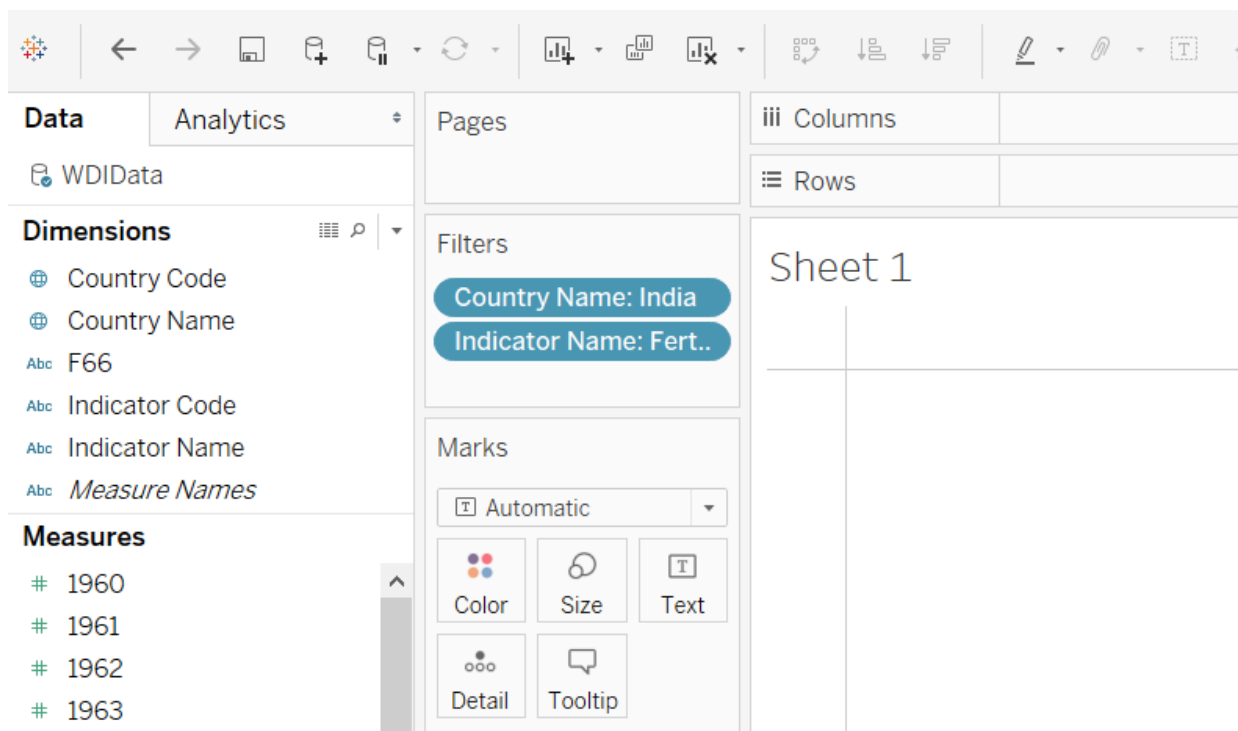 Data
Analytics
WDIData
Dimensions
Country Code
Country Name
Abc F66
Abc Indicator Code
Abc Indicator Name
Abc Measure Names
Measures
# 1960
# 1961
# 1962
# 1963
Pages
Filters
Country Name: India
Indicator Name: Fert..
Marks
T Automatic
Color
Size
T
Text
Detail
Tooltip
T
iii Columns
Rows
Sheet 1